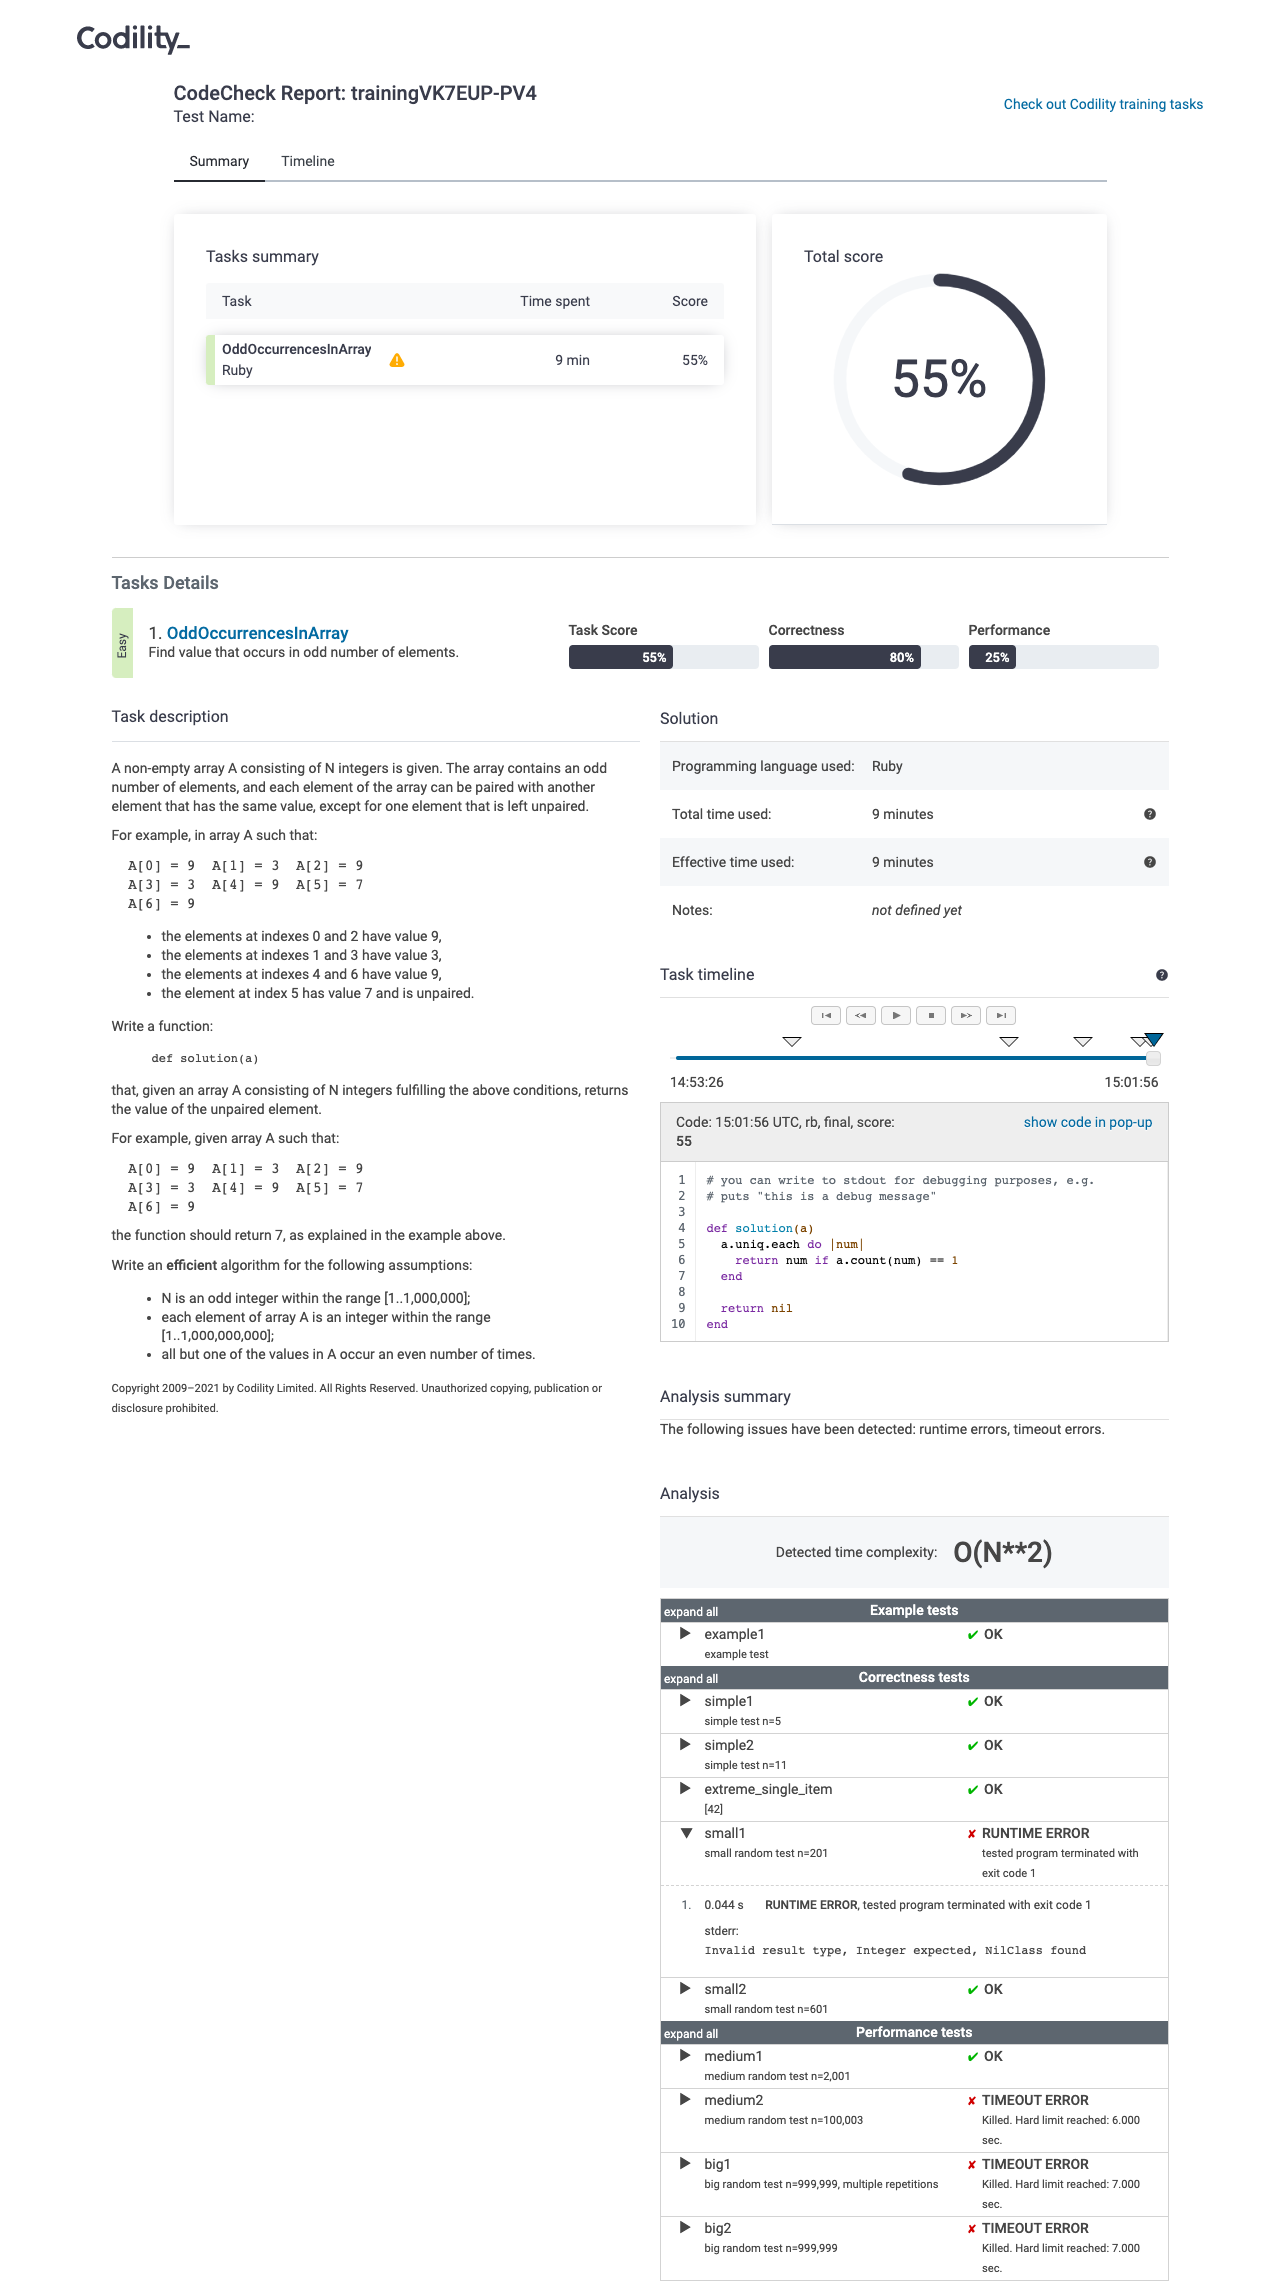 Codility_
CodeCheck Report: trainingVK7EUP-PV4
Test Name:
Check out Codility training tasks
Summary Timeline
Tasks summary
Task Time spent Score
OddOccurrencesInArray
Ruby
9 min 55%
Total score
55%
Tasks Details
Easy
1. OddOccurrencesInArray
Find value that occurs in odd number of elements.
Task Score
55%
Correctness
80%
Performance
25%
Task description
A non-empty array A consisting of N integers is given. The array contains an odd
number of elements, and each element of the array can be paired with another
element that has the same value, except for one element that is left unpaired.
For example, in array A such that:
A[0] = 9 A[1] = 3 A[2] = 9
A[3] = 3 A[4] = 9 A[5] = 7
A[6] = 9
• the elements at indexes 0 and 2 have value 9,
• the elements at indexes 1 and 3 have value 3,
• the elements at indexes 4 and 6 have value 9,
• the element at index 5 has value 7 and is unpaired.
Write a function:
def solution(a)
that, given an array A consisting of N integers fulfilling the above conditions, returns
the value of the unpaired element.
For example, given array A such that:
A[0] = 9 A[1] = 3 A[2] = 9
A[3] = 3 A[4] = 9 A[5] = 7
A[6] = 9
the function should return 7, as explained in the example above.
Write an efficient algorithm for the following assumptions:
• N is an odd integer within the range [1..1,000,000];
• each element of array A is an integer within the range
[1..1,000,000,000];
• all but one of the values in A occur an even number of times.
Copyright 2009–2021 by Codility Limited. All Rights Reserved. Unauthorized copying, publication or
disclosure prohibited.
Solution
Programming language used: Ruby
Total time used: 9 minutes
Effective time used: 9 minutes
Notes: not defined yet
Task timeline
14:53:26 15:01:56
Code: 15:01:56 UTC, rb, final, score:
55
show code in pop-up
1 # you can write to stdout for debugging purposes, e.g.
2 # puts "this is a debug message"
3
4 def solution(a)
5 a.uniq.each do |num|
6 return num if a.count(num) == 1
7 end
8
9 return nil
10 end
Analysis summary
The following issues have been detected: runtime errors, timeout errors.
Analysis
Detected time complexity: O(N**2)
expand all Example tests
example1 ✔ OK
example test
expand all Correctness tests
simple1 ✔ OK
simple test n=5
simple2 ✔ OK
simple test n=11
extreme_single_item ✔ OK
[42]
small1 ✘ RUNTIME ERROR
small random test n=201 tested program terminated with
exit code 1
1. 0.044 s RUNTIME ERROR, tested program terminated with exit code 1
stderr:
Invalid result type, Integer expected, NilClass found
small2 ✔ OK
small random test n=601
expand all Performance tests
medium1 ✔ OK
medium random test n=2,001
medium2 ✘ TIMEOUT ERROR
medium random test n=100,003 Killed. Hard limit reached: 6.000
sec.
big1 ✘ TIMEOUT ERROR
big random test n=999,999, multiple repetitions Killed. Hard limit reached: 7.000
sec.
big2 ✘ TIMEOUT ERROR
big random test n=999,999 Killed. Hard limit reached: 7.000
sec.